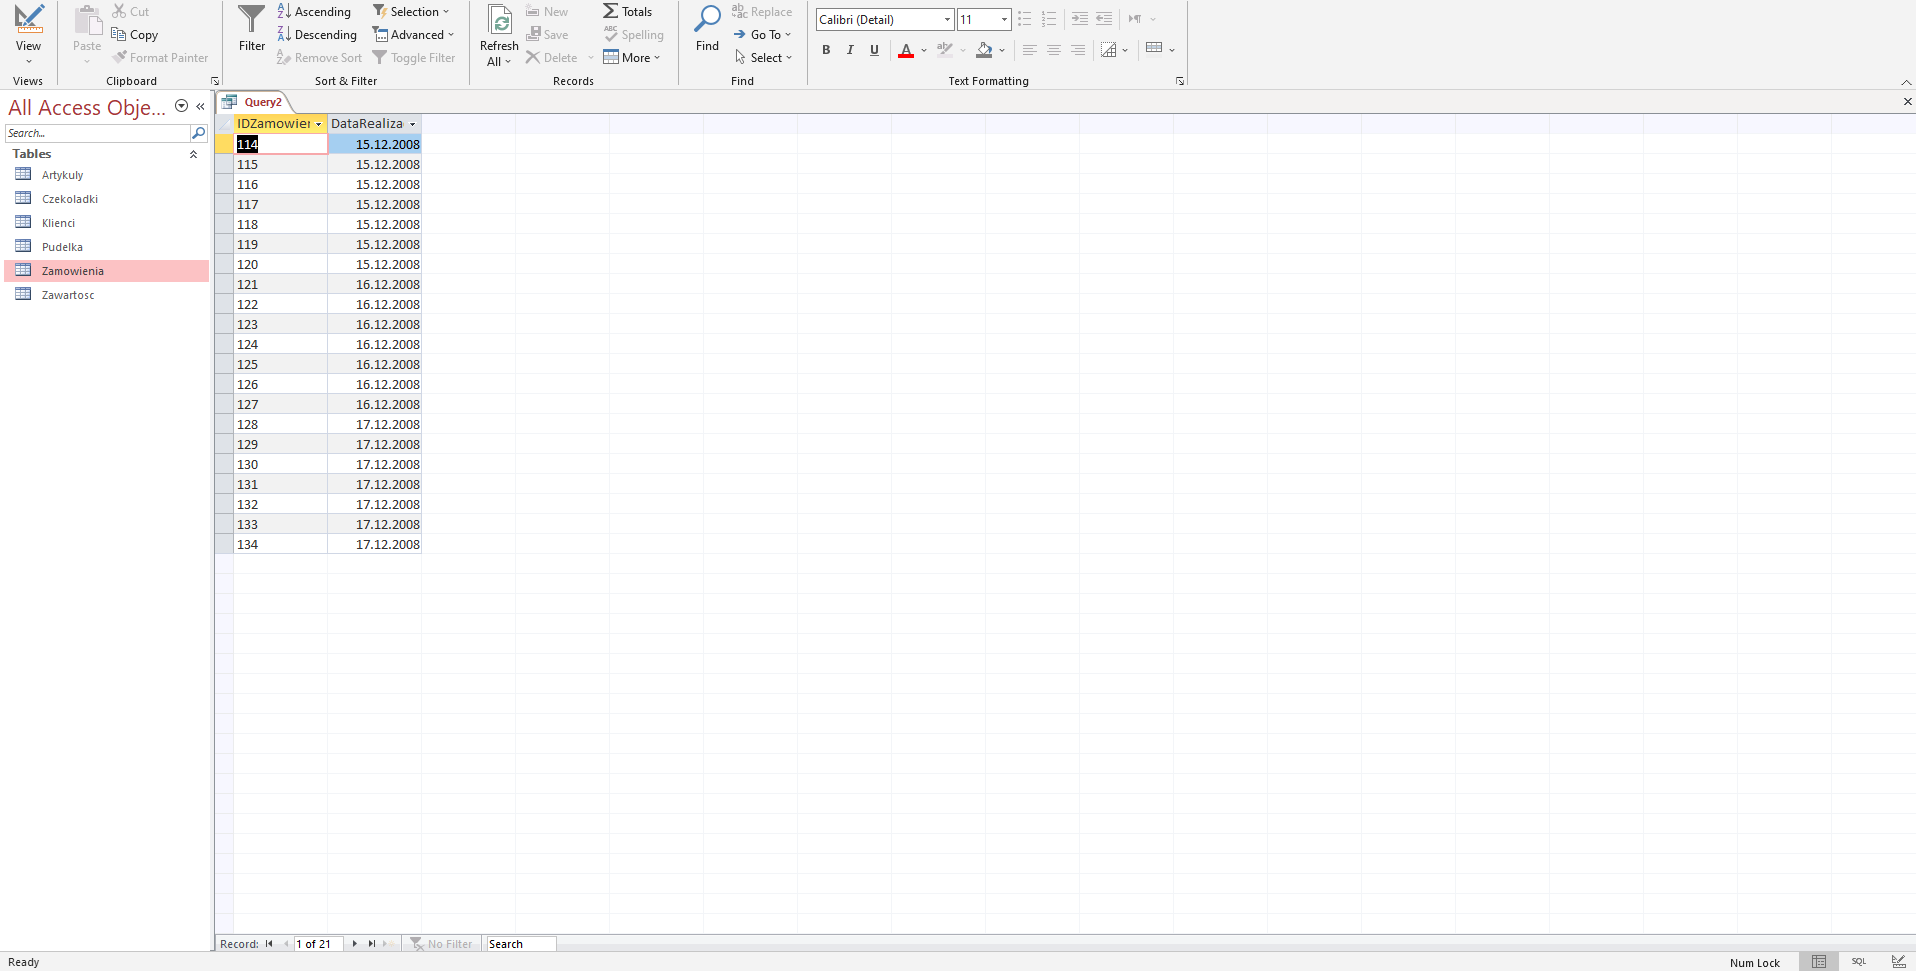 View
Views
Paste
Cut
Copy
Format Painter
Clipboard
Filter
Ascending
Descending
Remove Sort
Selection
Advanced
Toggle Filter
Sort & Filter
Refresh
All
New
Save
Delete
Totals
Spelling
More
Records
Find
Replace
Go To
Select
Find
Calibri (Detail)
11
B I U
Text Formatting
All Access Obje...
Search...
Tables
Artykuly
Czekoladki
Klienci
Pudelka
Zamowienia
Zawartosc
Query2
IDZamowier DataRealiza
114 15.12.2008
115 15.12.2008
116 15.12.2008
117 15.12.2008
118 15.12.2008
119 15.12.2008
120 15.12.2008
121 16.12.2008
122 16.12.2008
123 16.12.2008
124 16.12.2008
125 16.12.2008
126 16.12.2008
127 16.12.2008
128 17.12.2008
129 17.12.2008
130 17.12.2008
131 17.12.2008
132 17.12.2008
133 17.12.2008
134 17.12.2008
Record: 1 of 21 No Filter Search
Ready
Num Lock
SQL